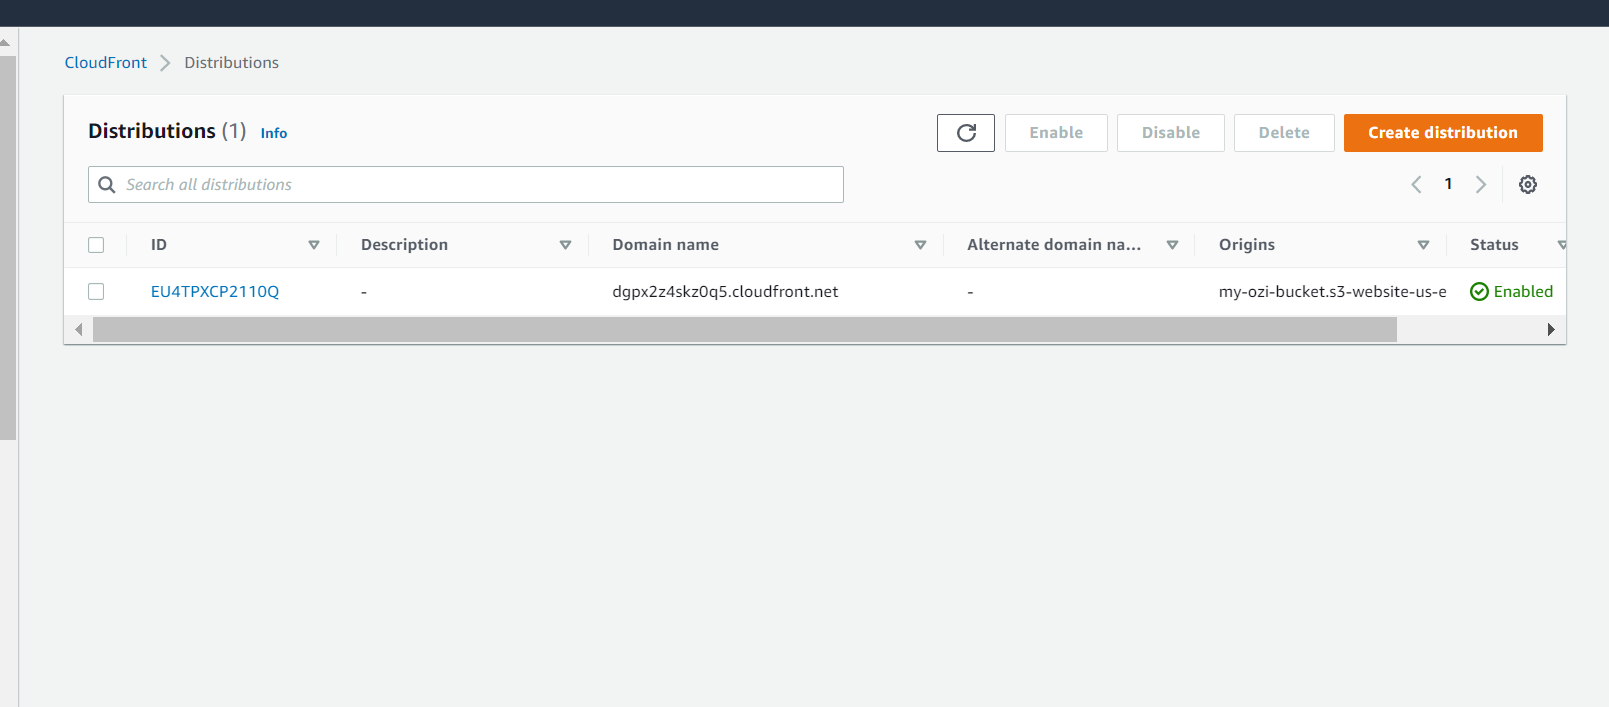 CloudFront > Distributions
Distributions (1) Info
Enable Disable Delete Create distribution
Search all distributions
1
ID Description Domain name Alternate domain na... Origins Status
EU4TPXCP2110Q - dgpx2z4skz0q5.cloudfront.net - my-ozi-bucket.s3-website-us-e Enabled